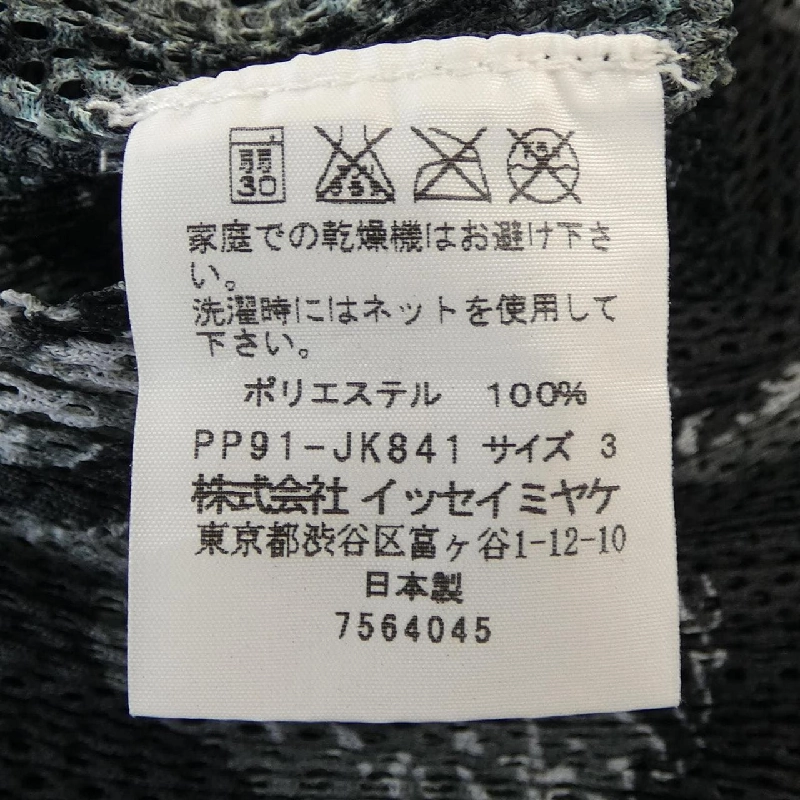 弱
30
家庭での乾燥機はお避け下さ
い。
洗濯時にはネットを使用して
下さい。
ポリエステル 100%
PP91-JK841 サイズ 3
株式会社 イッセイミヤケ
東京都渋谷区富ヶ谷1-12-10
日本製
7564045